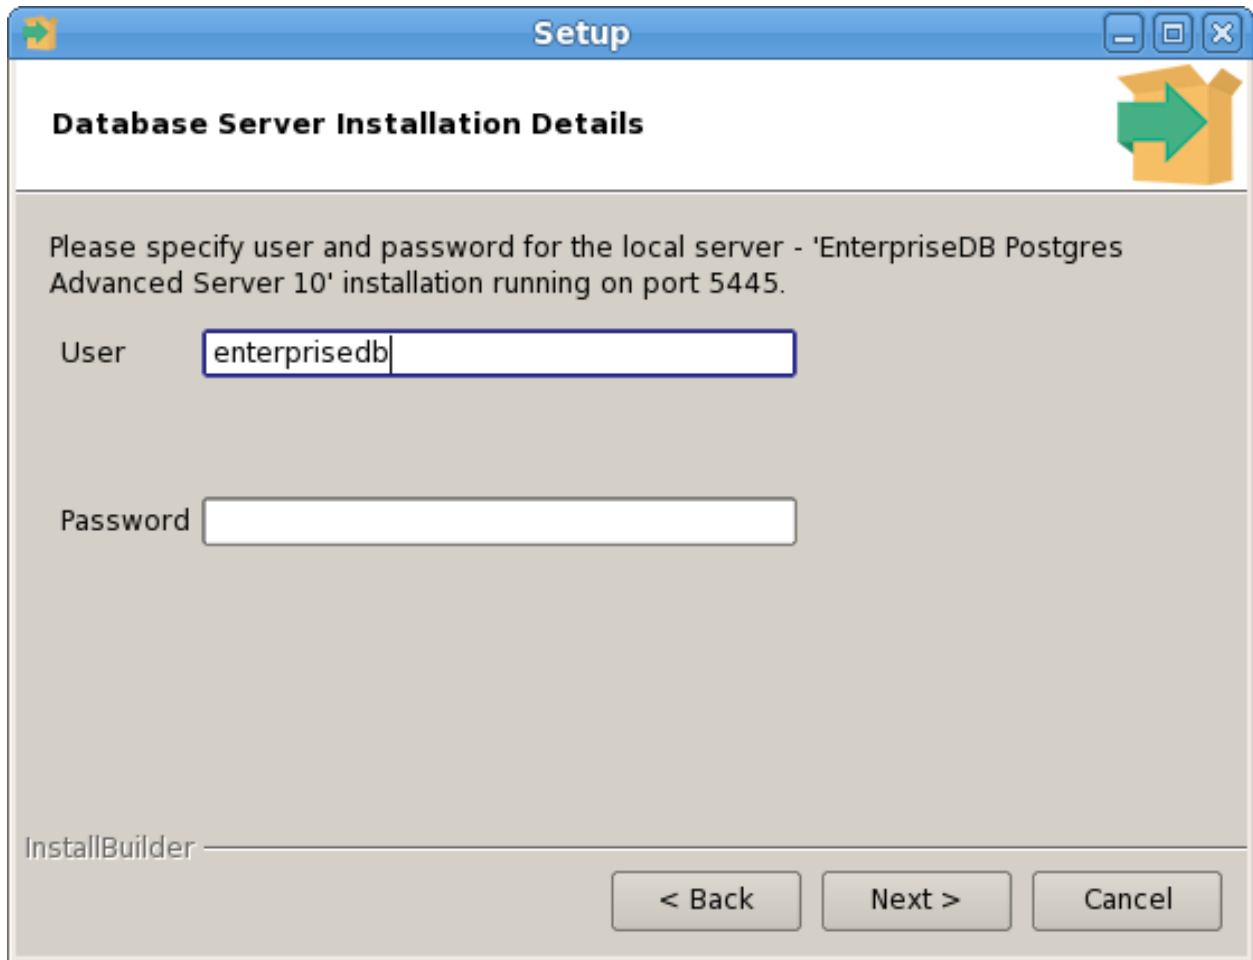 Setup
Database Server Installation Details
Please specify user and password for the local server - 'EnterpriseDB Postgres
Advanced Server 10' installation running on port 5445.
User
enterprisedb
Password
InstallBuilder
< Back
Next >
Cancel